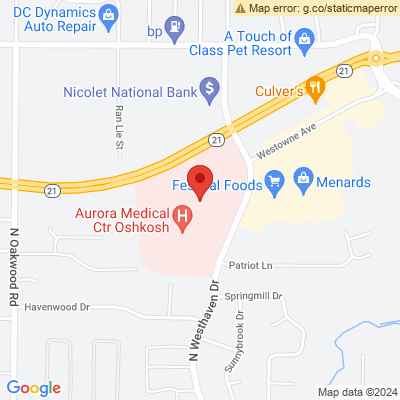 Map error: g.co/staticmaperror
DC Dynamics
Auto Repair
bp
A Touch of
Class Pet Resort
21
Nicolet National Bank
Culver's
Ran Lie St
21
Westowne Ave
Festival Foods
Menards
21
Aurora Medical
Ctr Oshkosh
H
N Oakwood Rd
Patriot Ln
Springmill Dr
Havenwood Dr
N Westhaven Dr
Sunnybrook Dr
Google
Map data ©2024